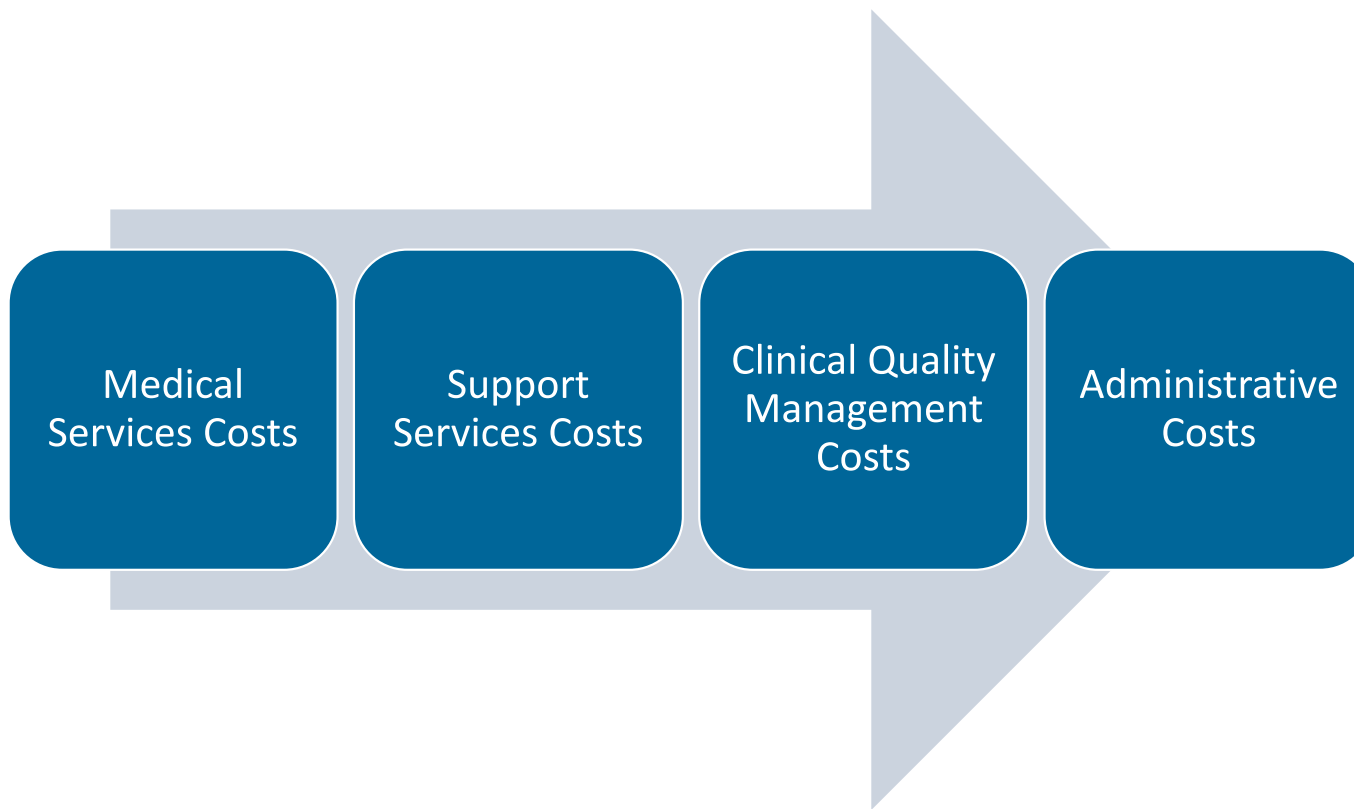 Medical
Services Costs
Support
Services Costs
Clinical Quality
Management
Costs
Administrative
Costs